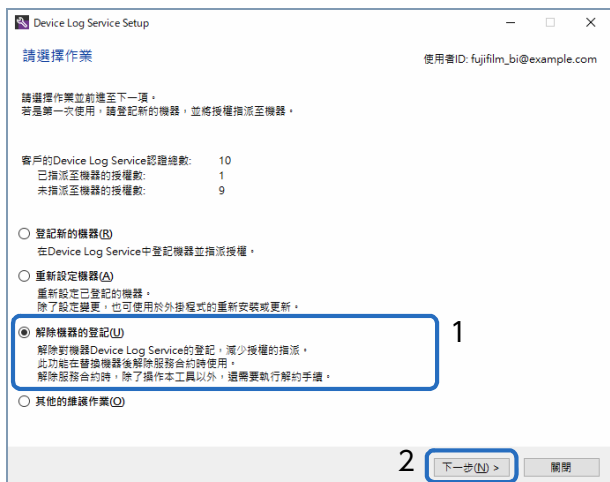 Device Log Service Setup
請選擇作業
使用者ID: fujifilm_bi@example.com
請選擇作業並前進至下一項。
若是第一次使用，請登記新的機器，並將授權指派至機器。
客戶的Device Log Service認證總數: 10
已指派至機器的授權數: 1
未指派至機器的授權數: 9
登記新的機器(R)
在Device Log Service中登記機器並指派授權。
重新設定機器(A)
重新設定已登記的機器。
除了設定變更，也可使用於外掛程式的重新安裝或更新。
解除機器的登記(U)
1
解除對機器Device Log Service的登記，減少授權的指派。
此功能在替換機器後解除服務合約時使用。
解除服務合約時，除了操作本工具以外，還需要執行解約手續。
其他的維護作業(O)
2
下一步(N) >
關閉